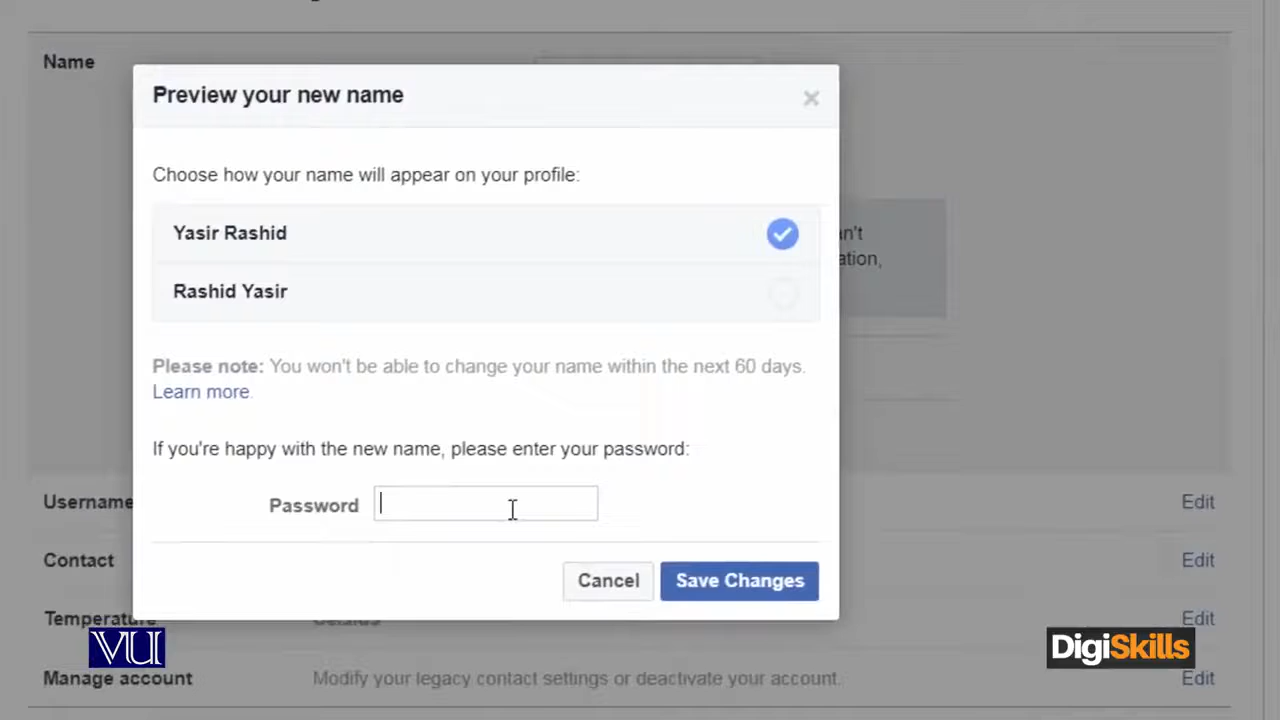 Name
Preview your new name
Choose how your name will appear on your profile:
Yasir Rashid
Rashid Yasir
an't
ation,
Please note: You won't be able to change your name within the next 60 days.
Learn more.
If you're happy with the new name, please enter your password:
Password
Username Edit
Contact Edit
Cancel Save Changes
Temperature Edit
VU
DigiSkills
Manage account Modify your legacy contact settings or deactivate your account. Edit